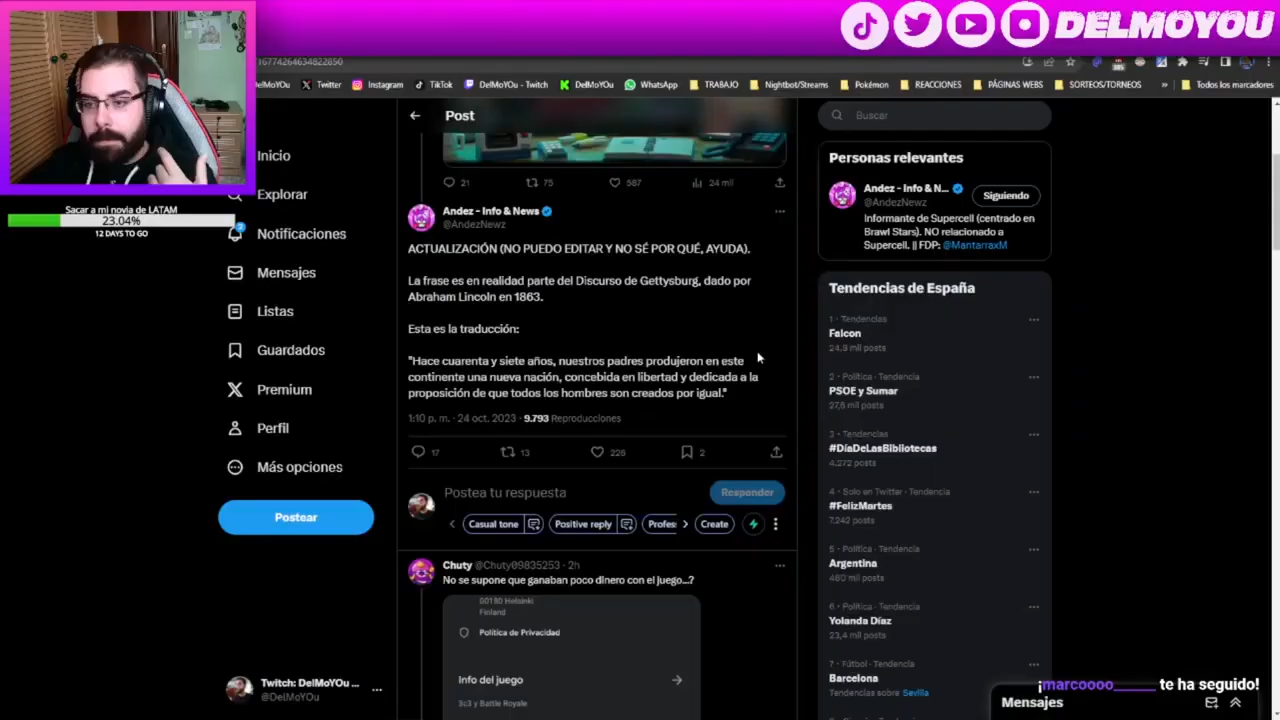 DELMOYOU
16774264634822850
elMoYOu
Twitter
Instagram
TikTok
DelMoYOu - Twitch
DelMoYOu
WhatsApp
TRABAJO
Nightbot/Streams
Pokémon
REACCIONES
PÁGINAS WEBS
SORTEOS/TORNEOS
»
Todos los marcadores
Sacar a mi novia de LATAM
23.04%
12 DAYS TO GO
Inicio
Explorar
Notificaciones
Mensajes
Listas
Guardados
Premium
Perfil
Más opciones
Postear
Twitch: DelMoYOu ...
@DelMoYOu
Post
21
75
587
24 mil
Andez - Info & News
@AndezNewz
ACTUALIZACIÓN (NO PUEDO EDITAR Y NO SÉ POR QUÉ, AYUDA).
La frase es en realidad parte del Discurso de Gettysburg, dado por
Abraham Lincoln en 1863.
Esta es la traducción:
"Hace cuarenta y siete años, nuestros padres produjeron en este
continente una nueva nación, concebida en libertad y dedicada a la
proposición de que todos los hombres son creados por igual."
1:10 p. m. · 24 oct. 2023 · 9.793 Reproducciones
17
13
226
2
Postea tu respuesta
Responder
Casual tone
Positive reply
Profes
Create
Chuty @Chuty09835253 · 2h
No se supone que ganaban poco dinero con el juego...?
00180 Helsinki
Finland
Política de Privacidad
Info del juego
3c3 y Battle Royale
Buscar
Personas relevantes
Andez - Info & N...
@AndezNewz
Siguiendo
Informante de Supercell (centrado en
Brawl Stars). NO relacionado a
Supercell. || FDP: @MantarraxM
Tendencias de España
1 · Tendencias
Falcon
24,9 mil posts
2 · Política · Tendencia
PSOE y Sumar
27,6 mil posts
3 · Tendencias
#DíaDeLasBibliotecas
4.272 posts
4 · Solo en Twitter · Tendencia
#FelizMartes
7.242 posts
5 · Política · Tendencia
Argentina
480 mil posts
6 · Política · Tendencia
Yolanda Díaz
23,4 mil posts
7 · Fútbol · Tendencia
Barcelona
Tendencias sobre Sevilla
¡marcoooo_____ te ha seguido!
Mensajes